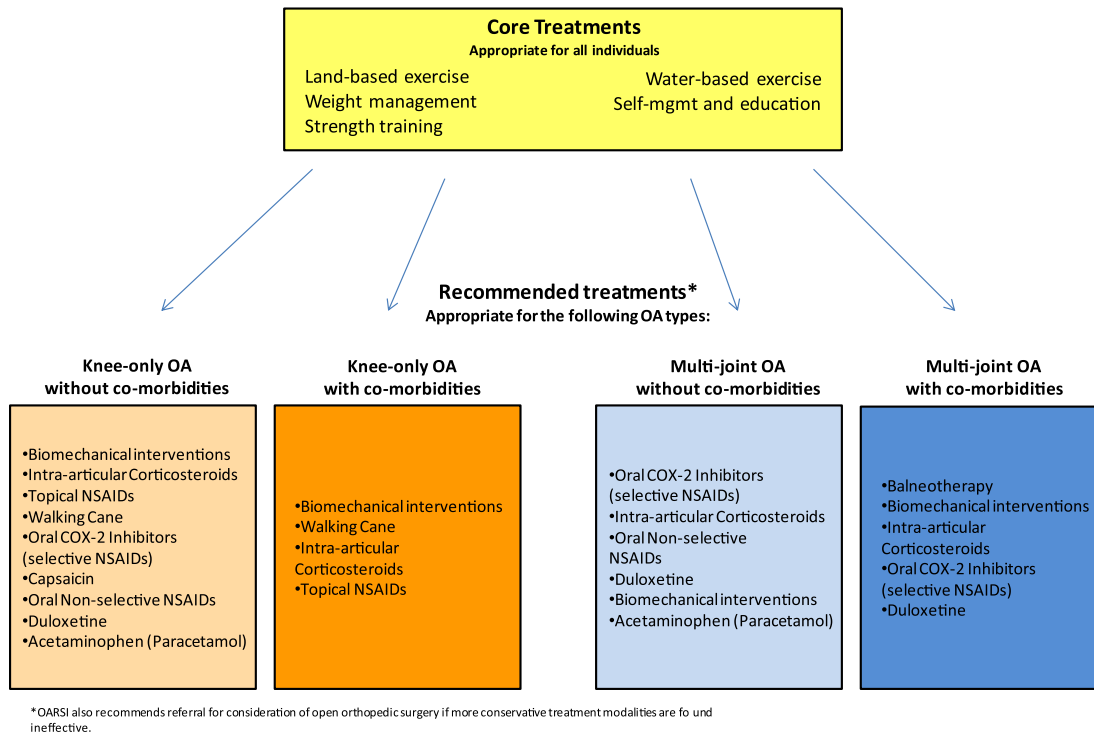 Core Treatments
Appropriate for all individuals
Land-based exercise
Weight management
Strength training
Water-based exercise
Self-mgmt and education
Recommended treatments*
Appropriate for the following OA types:
Knee-only OA
without co-morbidities
•Biomechanical interventions
•Intra-articular Corticosteroids
•Topical NSAIDs
•Walking Cane
•Oral COX-2 Inhibitors
(selective NSAIDs)
•Capsaicin
•Oral Non-selective NSAIDs
•Duloxetine
•Acetaminophen (Paracetamol)
Knee-only OA
with co-morbidities
•Biomechanical interventions
•Walking Cane
•Intra-articular
Corticosteroids
•Topical NSAIDs
Multi-joint OA
without co-morbidities
•Oral COX-2 Inhibitors
(selective NSAIDs)
•Intra-articular Corticosteroids
•Oral Non-selective
NSAIDs
•Duloxetine
•Biomechanical interventions
•Acetaminophen (Paracetamol)
Multi-joint OA
with co-morbidities
•Balneotherapy
•Biomechanical interventions
•Intra-articular
Corticosteroids
•Oral COX-2 Inhibitors
(selective NSAIDs)
•Duloxetine
*OARSI also recommends referral for consideration of open orthopedic surgery if more conservative treatment modalities are fo und
ineffective.